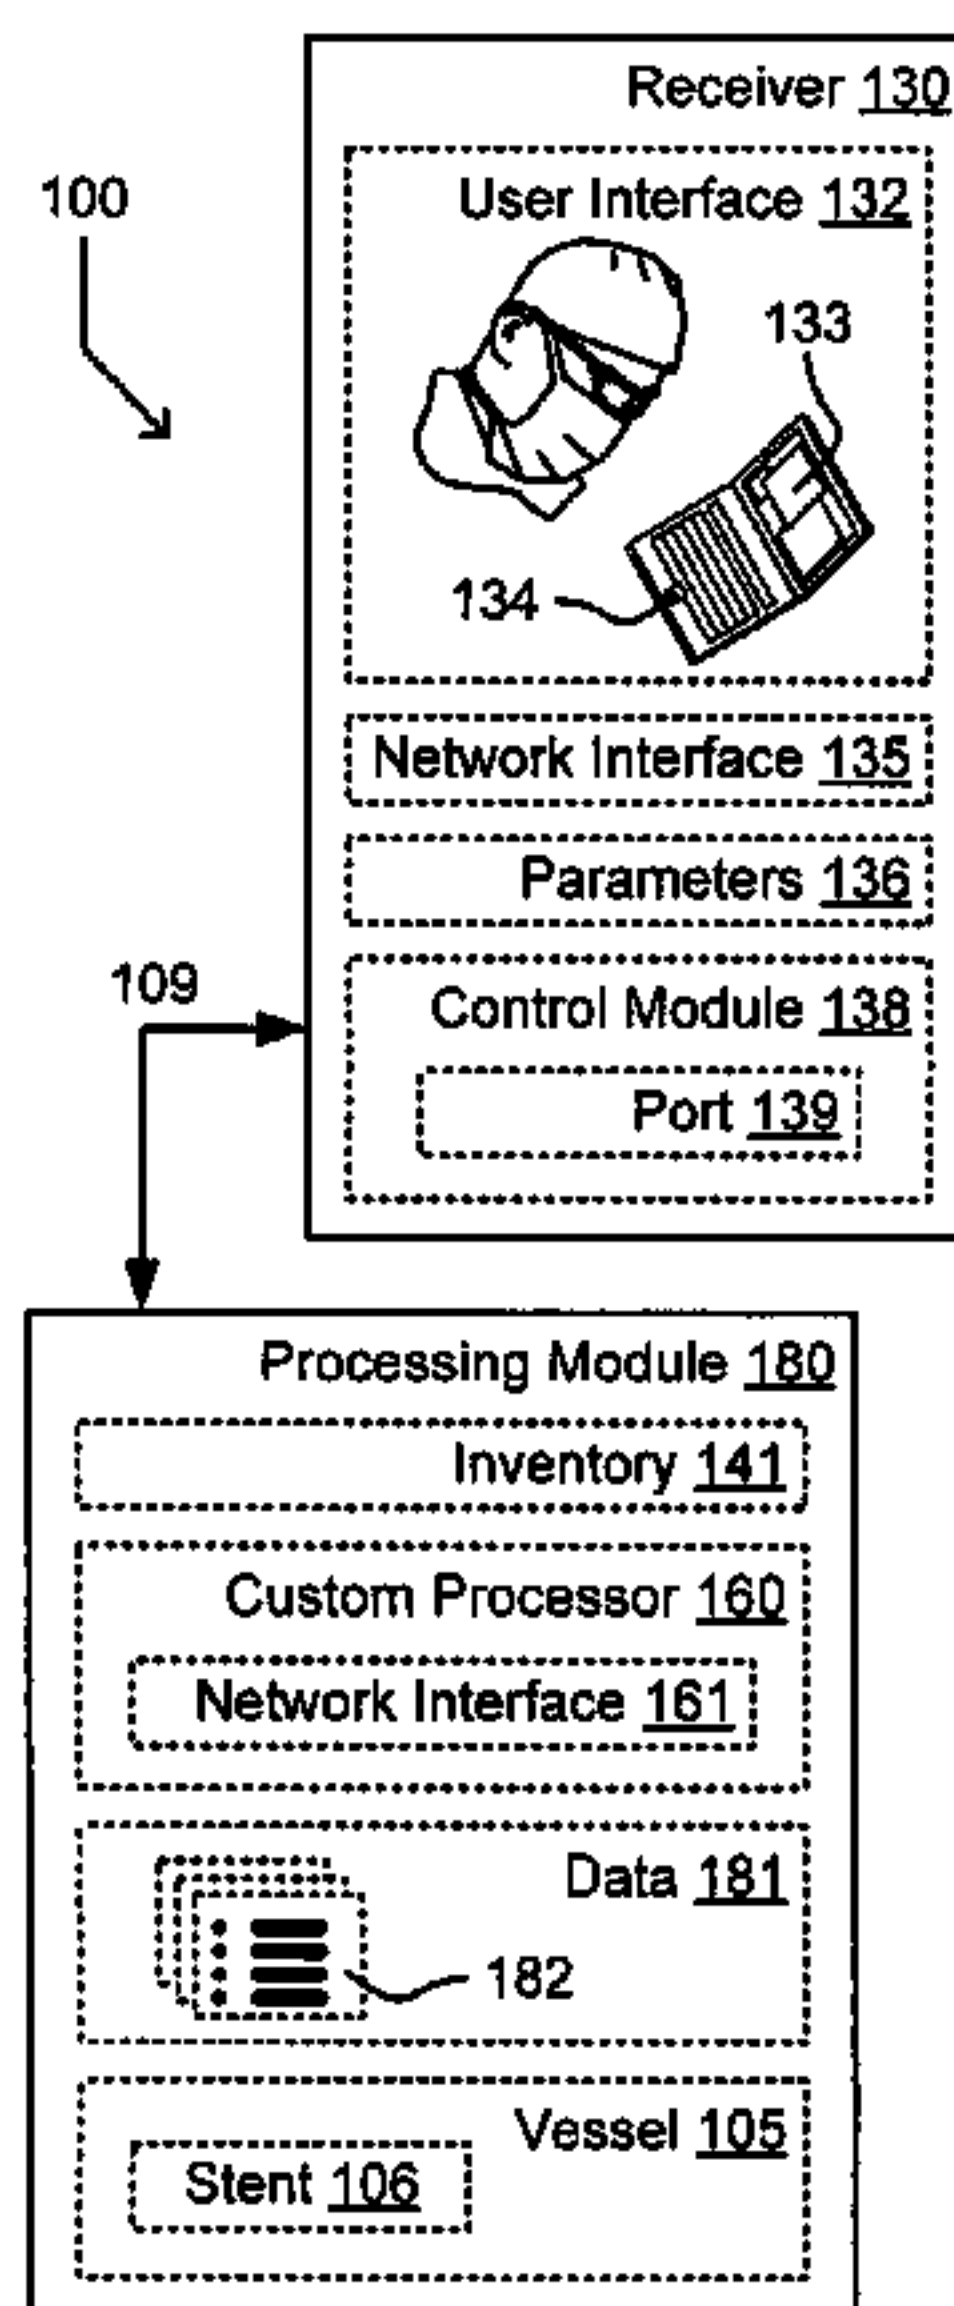 Receiver 130
100
User Interface 132
133
134
Network Interface 135
Parameters 136
109
Control Module 138
Port 139
Processing Module 180
Inventory 141
Custom Processor 160
Network Interface 161
Data 181
182
Vessel 105
Stent 106